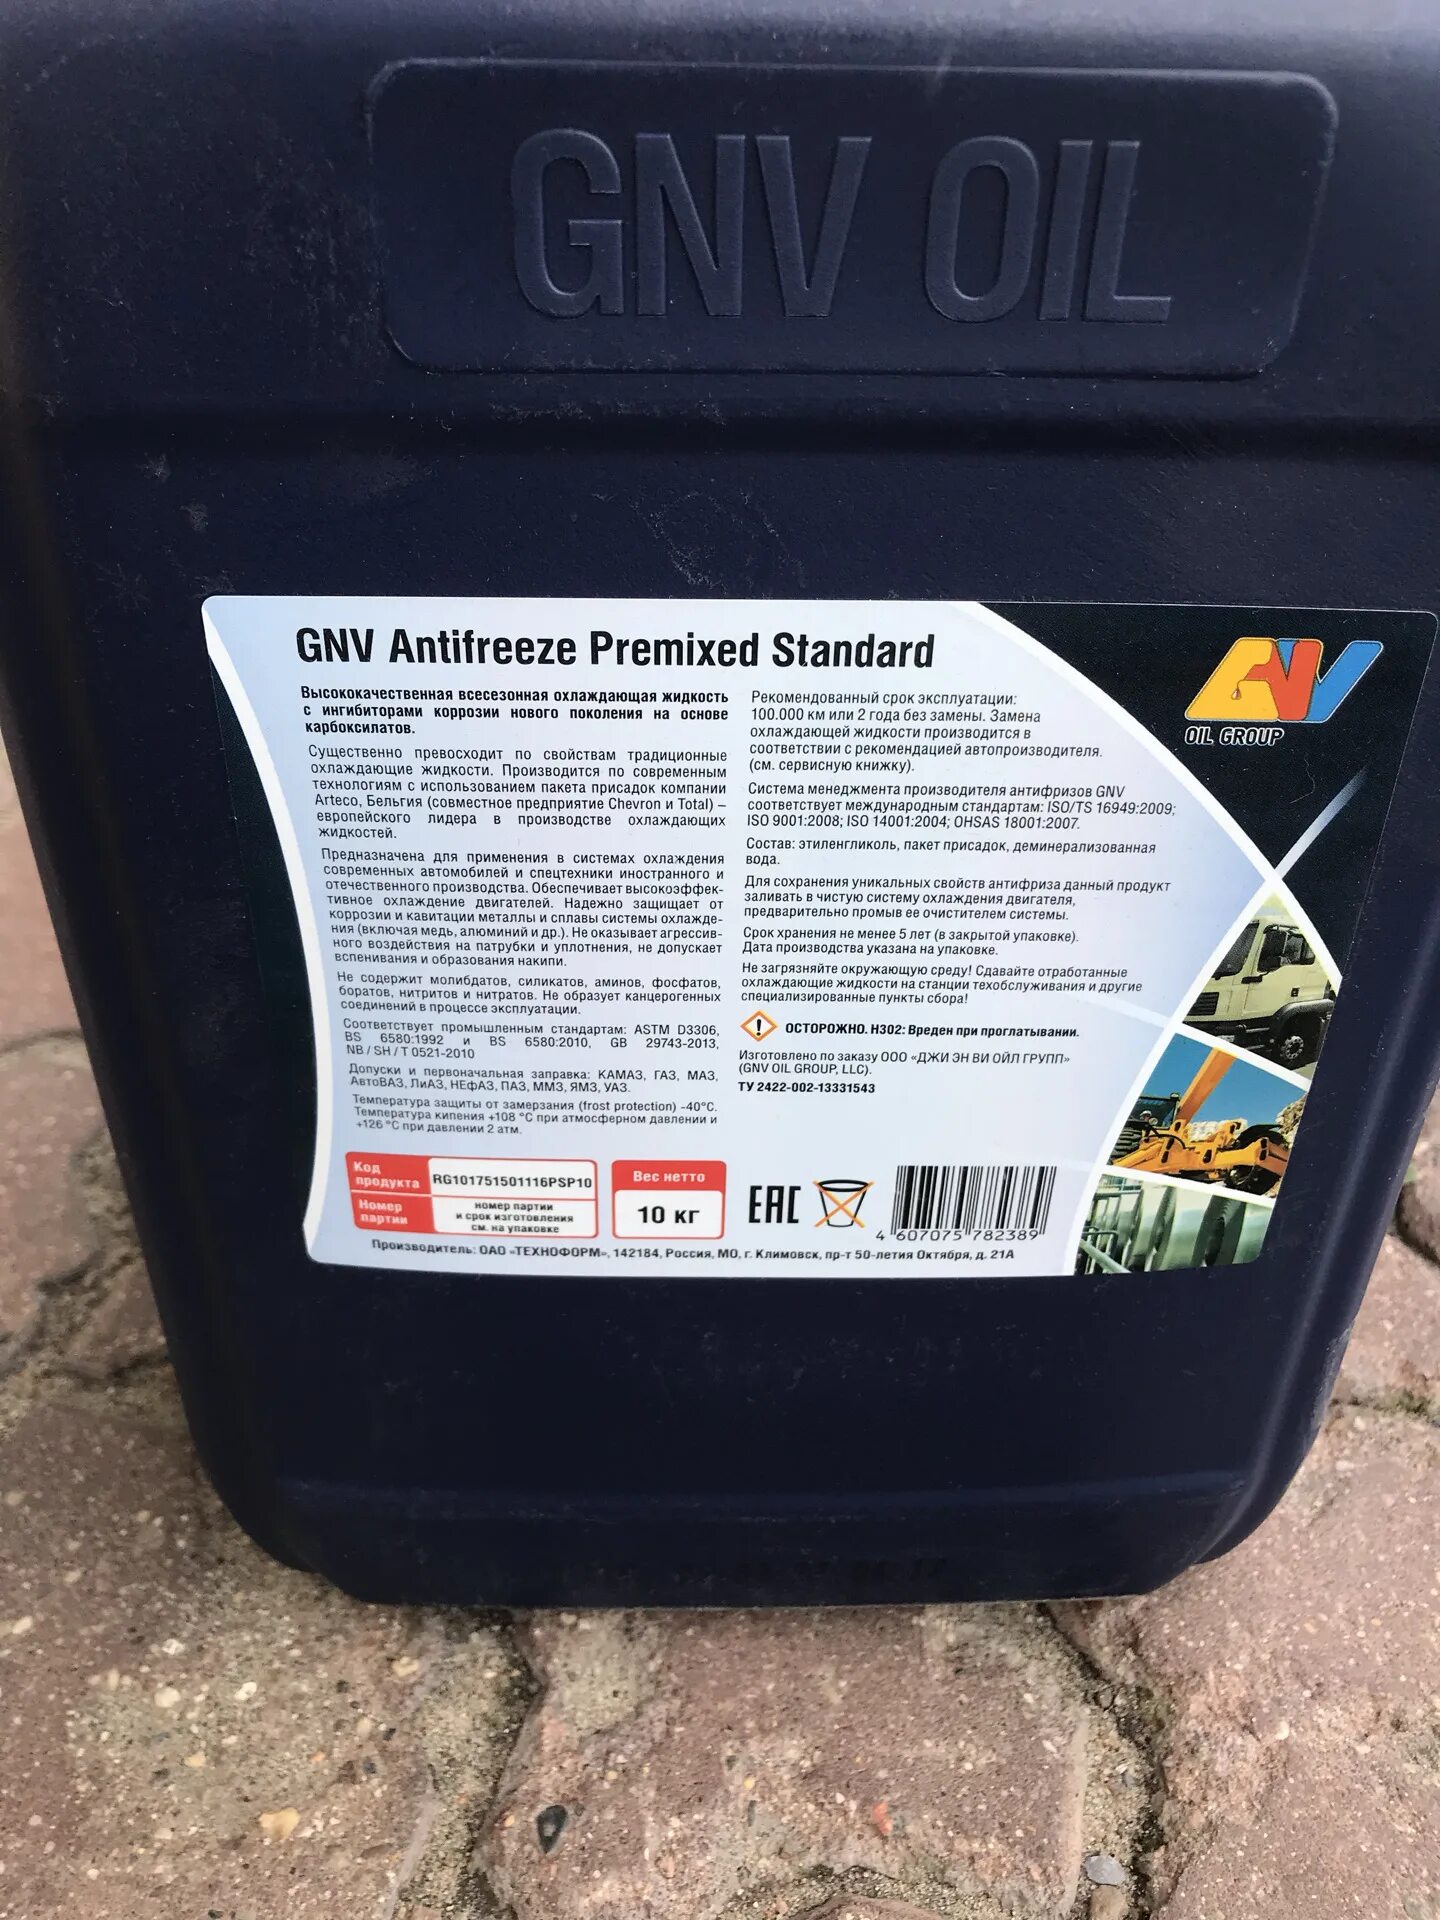 GNV OIL
GNV Antifreeze Premixed Standard
OIL GROUP
Высококачественная всесезонная охлаждающая жидкость
с ингибиторами коррозии нового поколения на основе
карбоксилатов.
Существенно превосходит по свойствам традиционные
охлаждающие жидкости. Производится по современным
технологиям с использованием пакета присадок компании
Arteco, Бельгия (совместное предприятие Chevron и Total) –
европейского лидера в производстве охлаждающих
жидкостей.
Предназначена для применения в системах охлаждения
современных автомобилей и спецтехники иностранного и
отечественного производства. Обеспечивает высокоэффек-
тивное охлаждение двигателей. Надежно защищает от
коррозии и кавитации металлы и сплавы системы охлажде-
ния (включая медь, алюминий и др.). Не оказывает агрессив-
ного воздействия на патрубки и уплотнения, не допускает
вспенивания и образования накипи.
Не содержит молибдатов, силикатов, аминов, фосфатов,
боратов, нитритов и нитратов. Не образует канцерогенных
соединений в процессе эксплуатации.
Соответствует промышленным стандартам: ASTM D3306,
BS 6580:1992 и BS 6580:2010, GB 29743-2013,
NB / SH / T 0521-2010
Допуски и первоначальная заправка: КАМАЗ, ГАЗ, МАЗ,
АвтоВАЗ, ЛиАЗ, НЕфАЗ, ПАЗ, ММЗ, ЯМЗ, УАЗ.
Температура защиты от замерзания (frost protection) -40°C.
Температура кипения +108 °C при атмосферном давлении и
+126 °C при давлении 2 атм.
Рекомендованный срок эксплуатации:
100.000 км или 2 года без замены. Замена
охлаждающей жидкости производится в
соответствии с рекомендацией автопроизводителя.
(см. сервисную книжку).
Система менеджмента производителя антифризов GNV
соответствует международным стандартам: ISO/TS 16949:2009;
ISO 9001:2008; ISO 14001:2004; OHSAS 18001:2007.
Состав: этиленгликоль, пакет присадок, деминерализованная
вода.
Для сохранения уникальных свойств антифриза данный продукт
заливать в чистую систему охлаждения двигателя,
предварительно промыв ее очистителем системы.
Срок хранения не менее 5 лет (в закрытой упаковке).
Дата производства указана на упаковке.
Не загрязняйте окружающую среду! Сдавайте отработанные
охлаждающие жидкости на станции техобслуживания и другие
специализированные пункты сбора!
ОСТОРОЖНО. H302: Вреден при проглатывании.
Изготовлено по заказу ООО «ДЖИ ЭН ВИ ОЙЛ ГРУПП»
(GNV OIL GROUP, LLC).
ТУ 2422-002-13331543
Код
продукта
RG101751501116PSP10
Номер
партии
номер партии
и срок изготовления
см. на упаковке
Вес нетто
10 кг
EAC
4 607075 782389
Производитель: ОАО «ТЕХНОФОРМ», 142184, Россия, МО, г. Климовск, пр-т 50-летия Октября, д. 21А